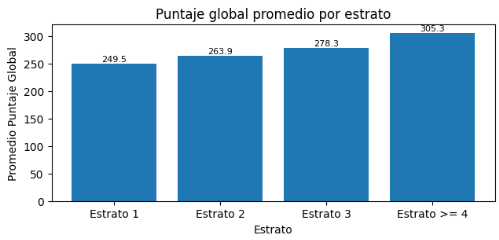 Puntaje global promedio por estrato
Promedio Puntaje Global
300
250
200
150
100
50
0
249.5
263.9
278.3
305.3
Estrato 1
Estrato 2
Estrato 3
Estrato >= 4
Estrato